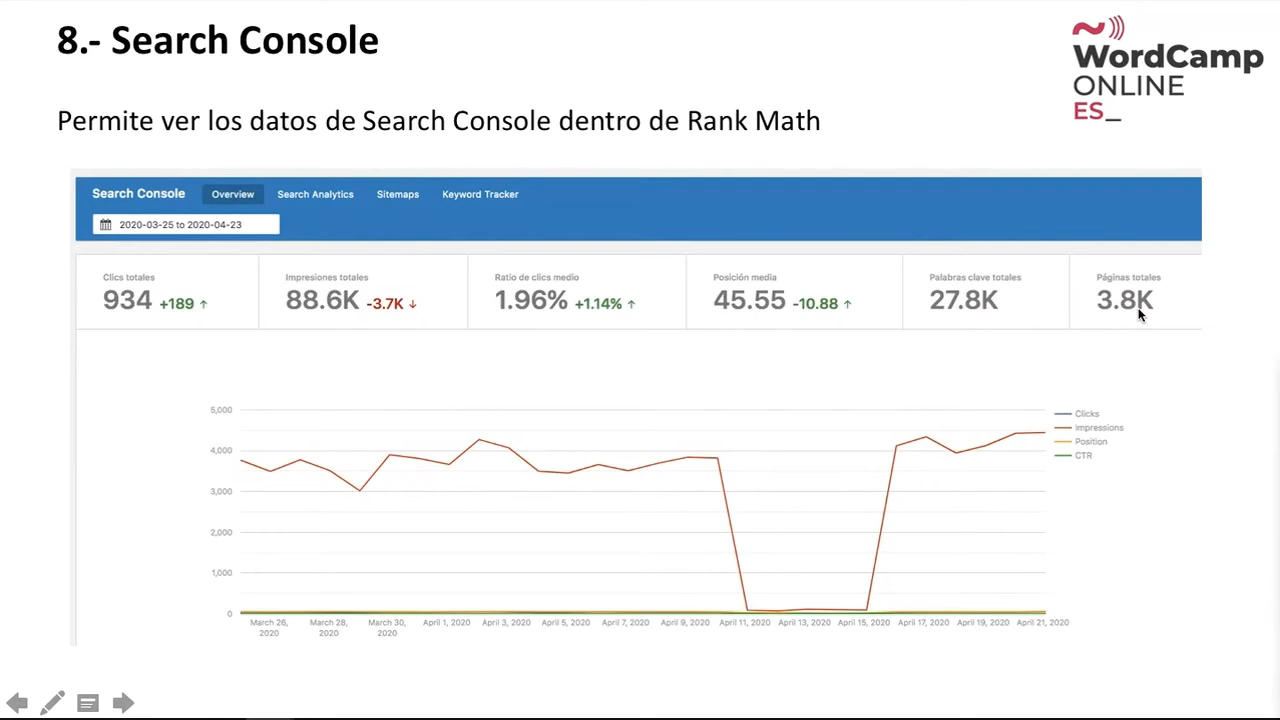 8.- Search Console
WordCamp
ONLINE
ES_
Permite ver los datos de Search Console dentro de Rank Math
Search Console Overview Search Analytics Sitemaps Keyword Tracker
2020-03-25 to 2020-04-23
Clics totales
934 +189 ↑
Impresiones totales
88.6K -3.7K ↓
Ratio de clics medio
1.96% +1.14% ↑
Posición media
45.55 -10.88 ↑
Palabras clave totales
27.8K
Páginas totales
3.8K
5,000
4,000
3,000
2,000
1,000
0
Clicks
Impressions
Position
CTR
March 26, 2020
March 28, 2020
March 30, 2020
April 1, 2020
April 3, 2020
April 5, 2020
April 7, 2020
April 9, 2020
April 11, 2020
April 13, 2020
April 15, 2020
April 17, 2020
April 19, 2020
April 21, 2020